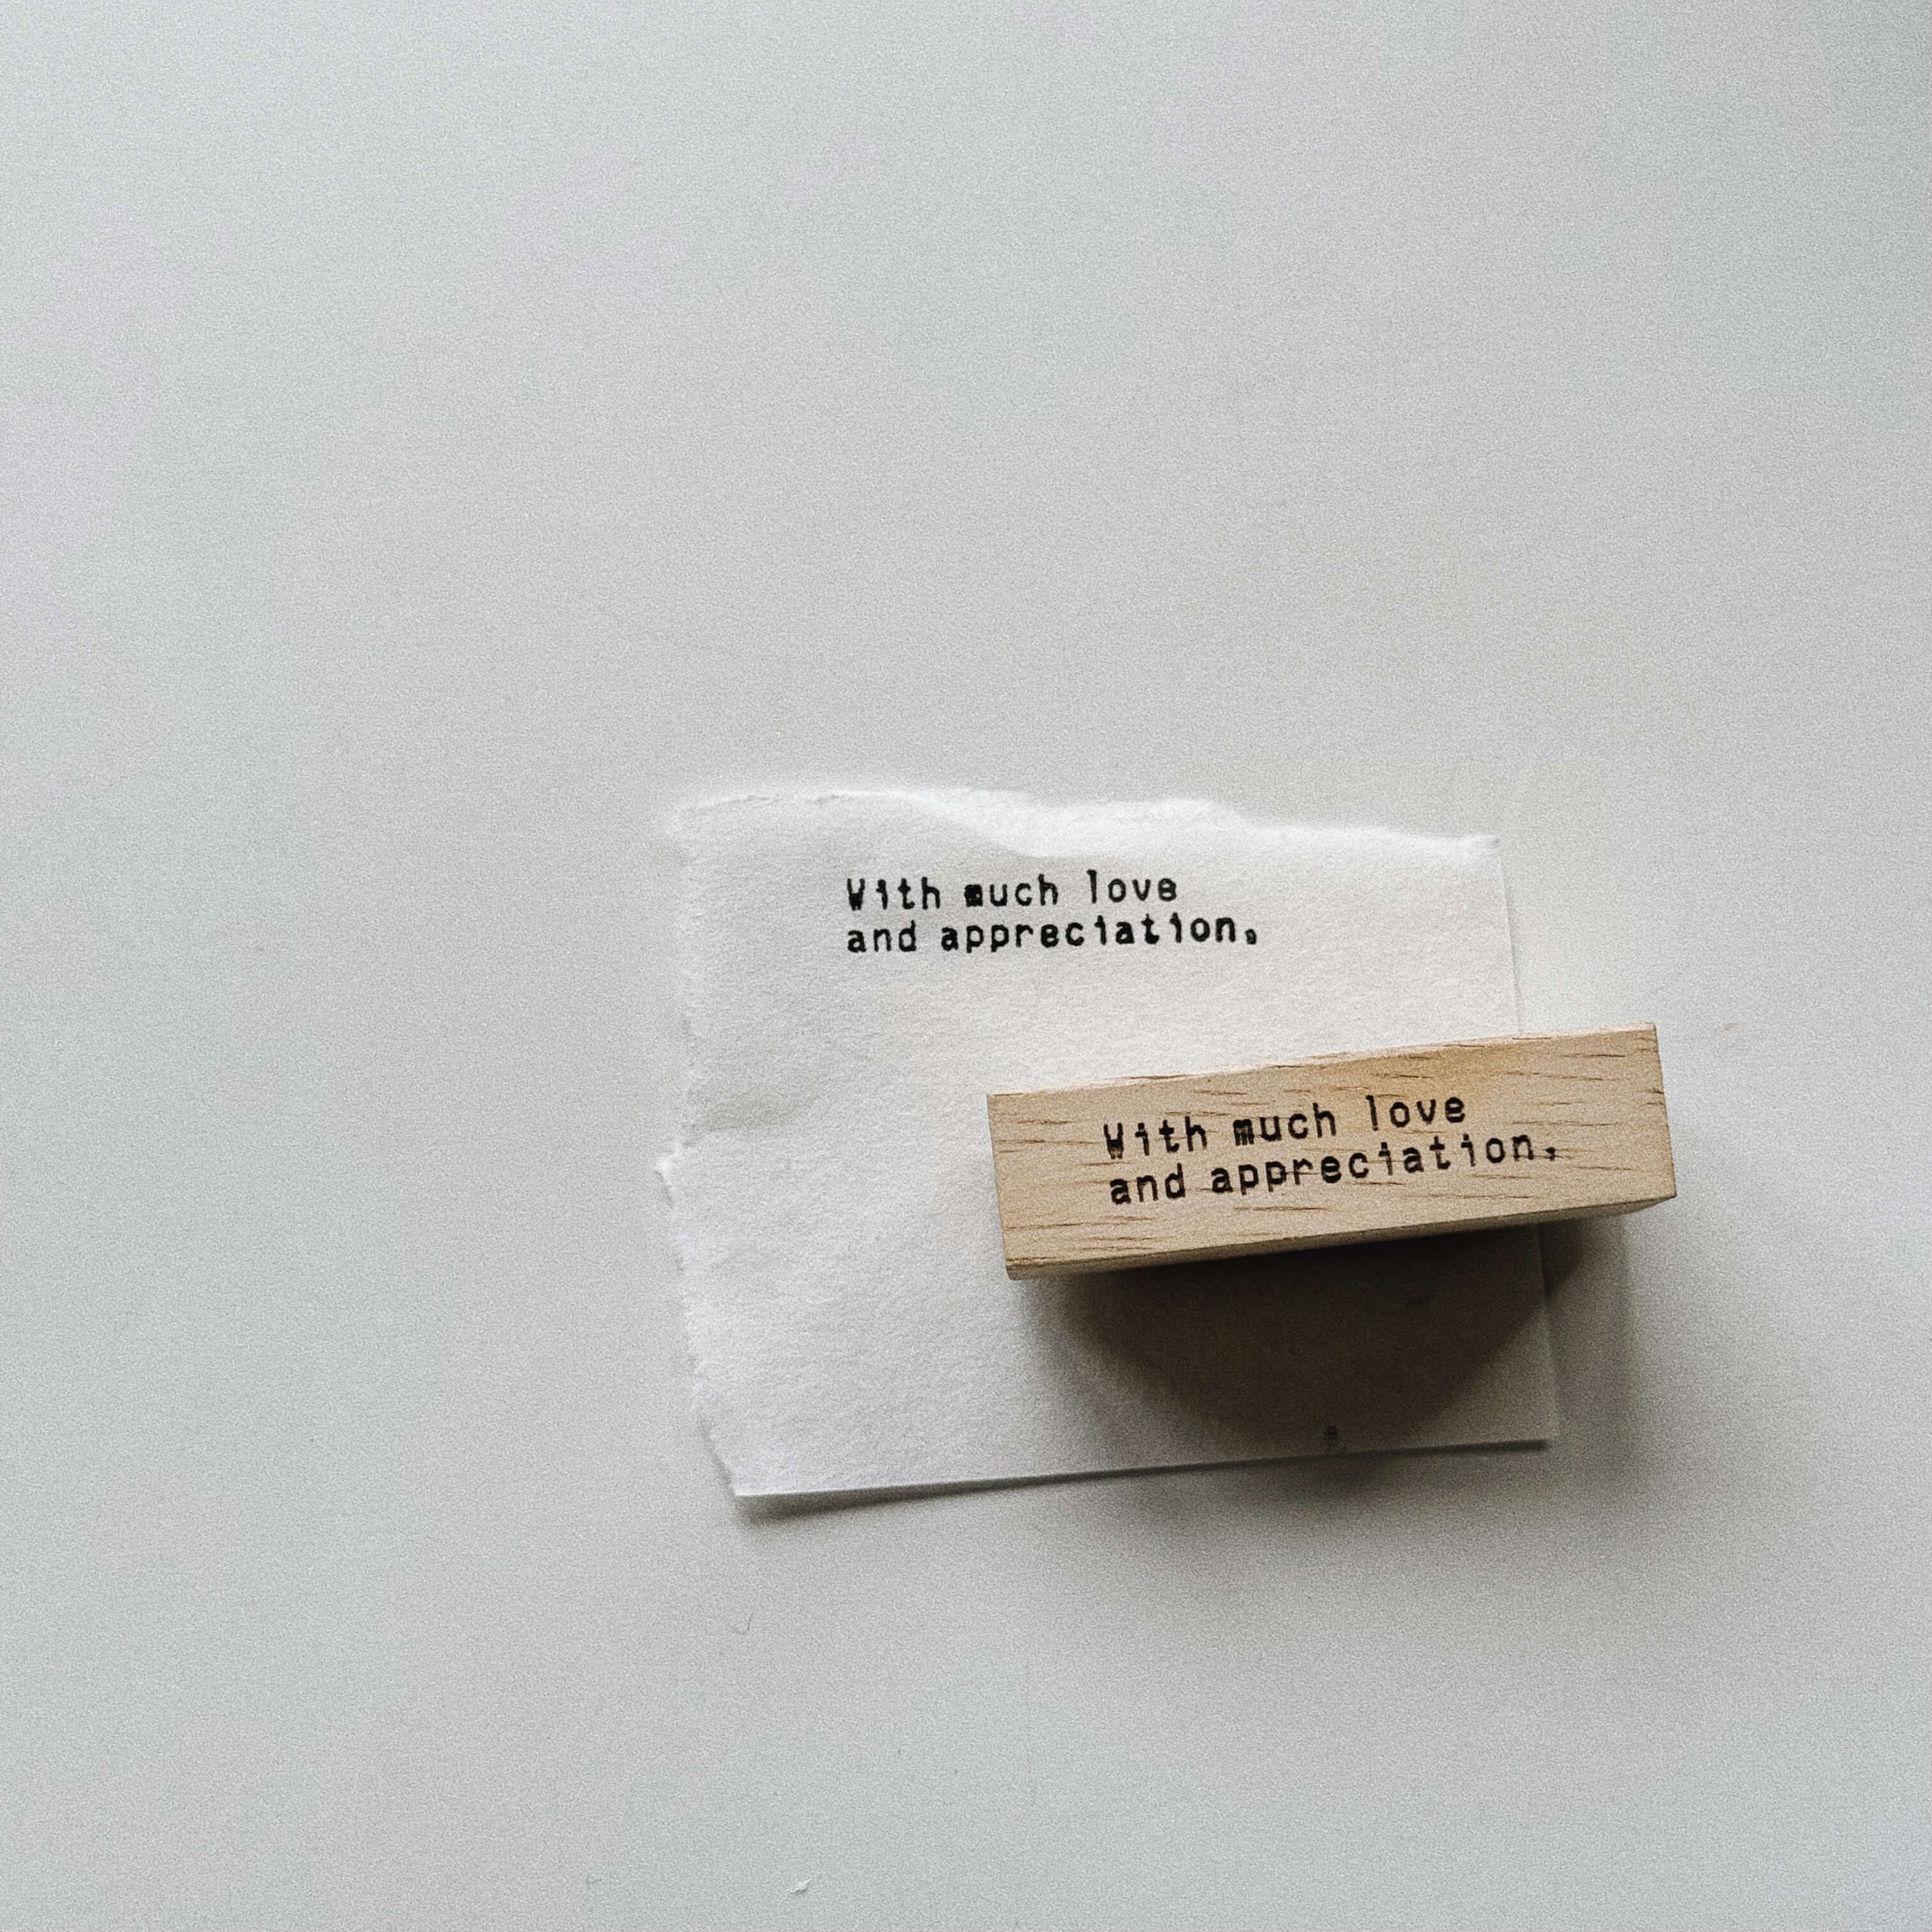 With much love
and appreciation,
With much love
and appreciation,